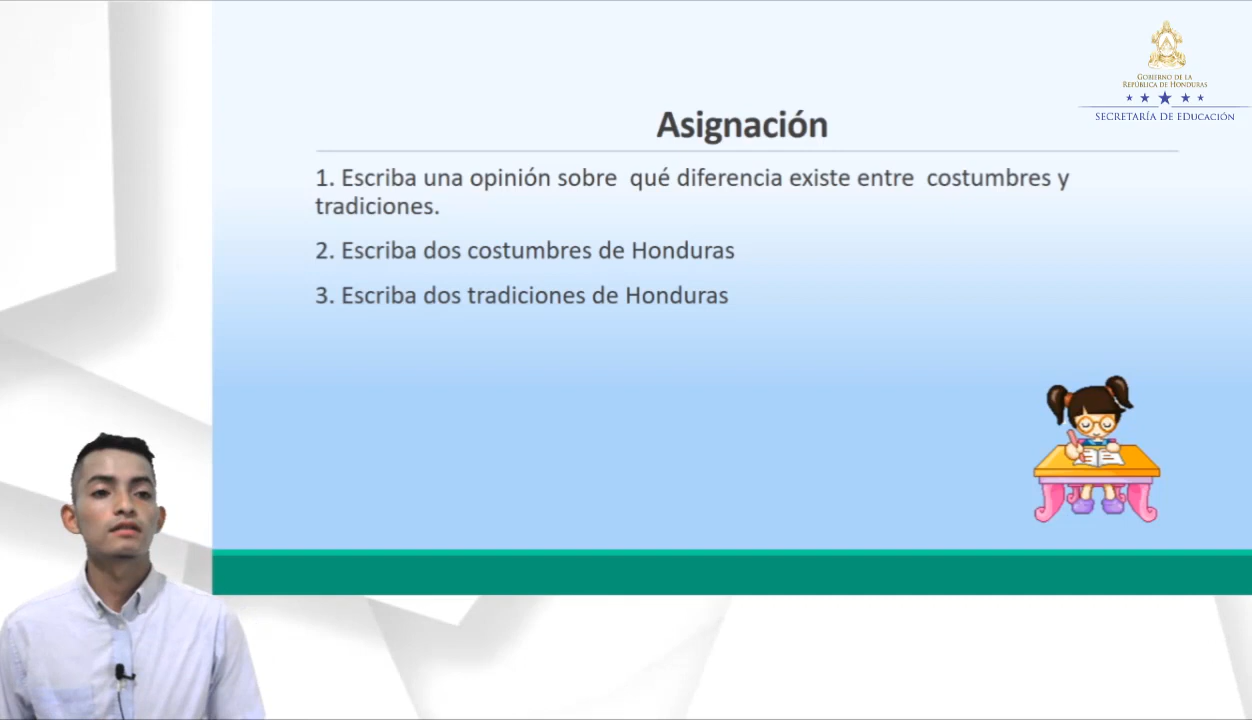 GOBIERNO DE LA
REPÚBLICA DE HONDURAS
SECRETARÍA DE EDUCACIÓN
Asignación
1. Escriba una opinión sobre qué diferencia existe entre costumbres y
tradiciones.
2. Escriba dos costumbres de Honduras
3. Escriba dos tradiciones de Honduras